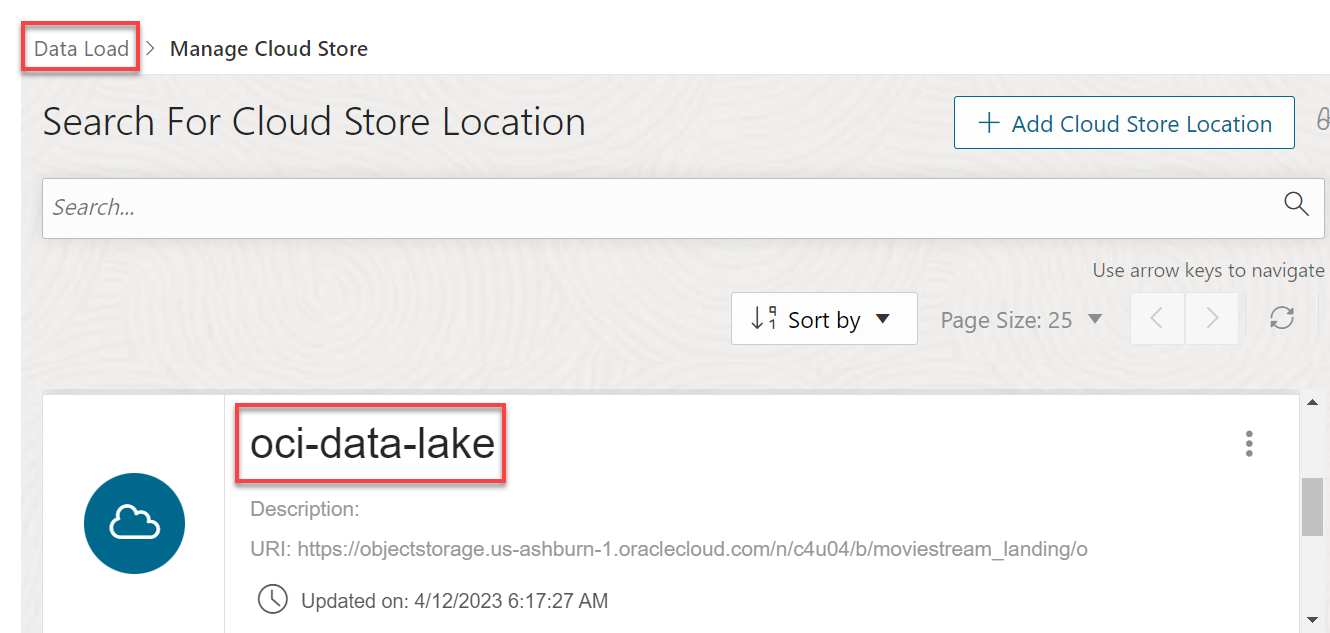 Data Load > Manage Cloud Store
Search For Cloud Store Location
+ Add Cloud Store Location
Search...
Use arrow keys to navigate
Sort by
Page Size: 25
oci-data-lake
Description:
URI: https://objectstorage.us-ashburn-1.oraclecloud.com/n/c4u04/b/moviestream_landing/o
Updated on: 4/12/2023 6:17:27 AM